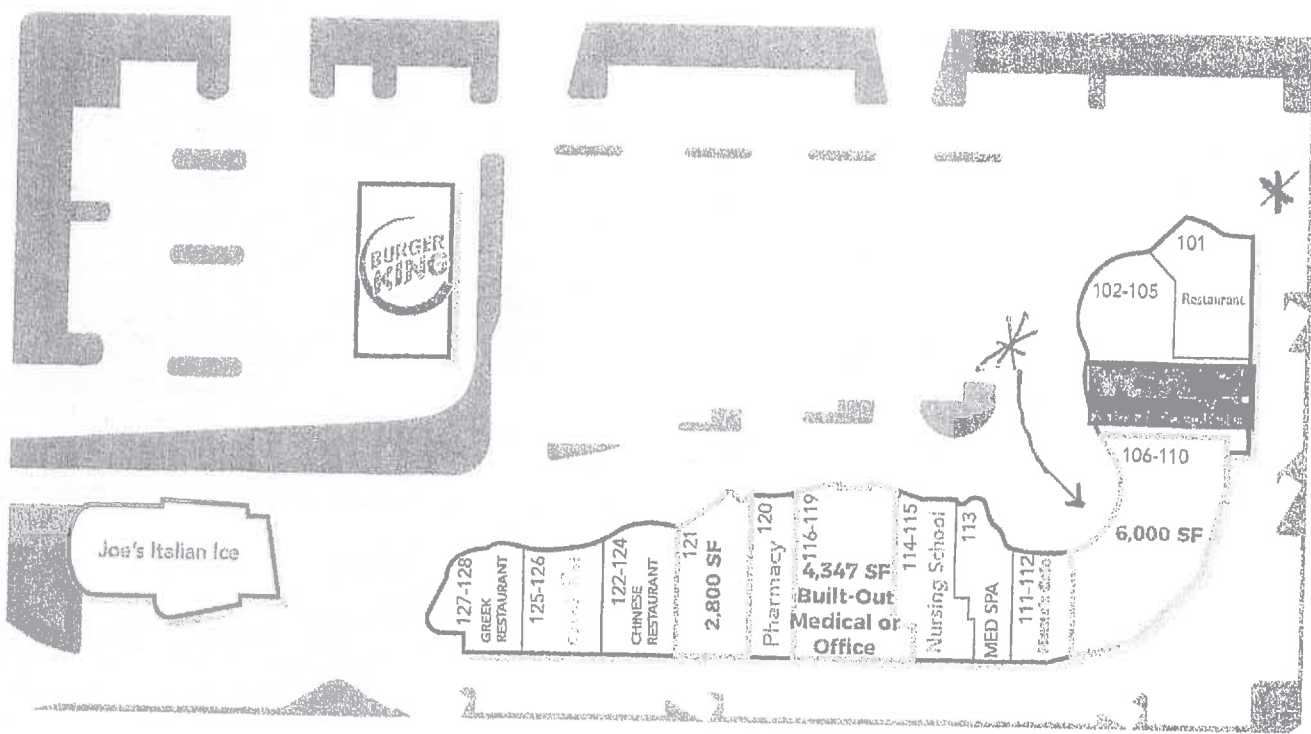 BURGER
KING
101
102-105
Restaurant
106-110
6,000 SF
Joe's Italian Ice
127-128
GREEK
RESTAURANT
125-126
122-124
CHINESE
RESTAURANT
121
2,800 SF
120
Pharmacy
116-119
4,347 SF
Built-Out
Medical or
Office
114-115
Nursing School
113
MED SPA
111-112